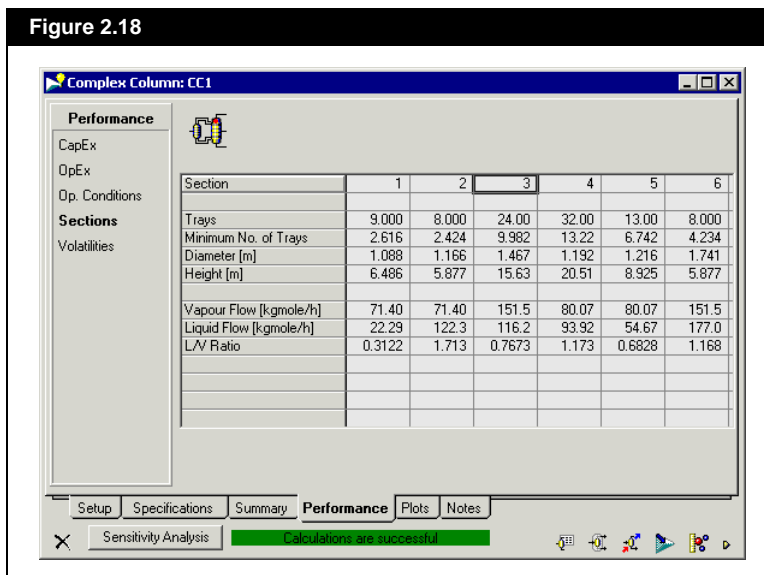 Figure 2.18
Complex Column: CC1
Performance
CapEx
OpEx
Op. Conditions
Sections
Volatilities
Section 1 2 3 4 5 6
Trays 9.000 8.000 24.00 32.00 13.00 8.000
Minimum No. of Trays 2.616 2.424 9.982 13.22 6.742 4.234
Diameter [m] 1.088 1.166 1.467 1.192 1.216 1.741
Height [m] 6.486 5.877 15.63 20.51 8.925 5.877
Vapour Flow [kgmole/h] 71.40 71.40 151.5 80.07 80.07 151.5
Liquid Flow [kgmole/h] 22.29 122.3 116.2 93.92 54.67 177.0
L/V Ratio 0.3122 1.713 0.7673 1.173 0.6828 1.168
Setup Specifications Summary Performance Plots Notes
Sensitivity Analysis Calculations are successful